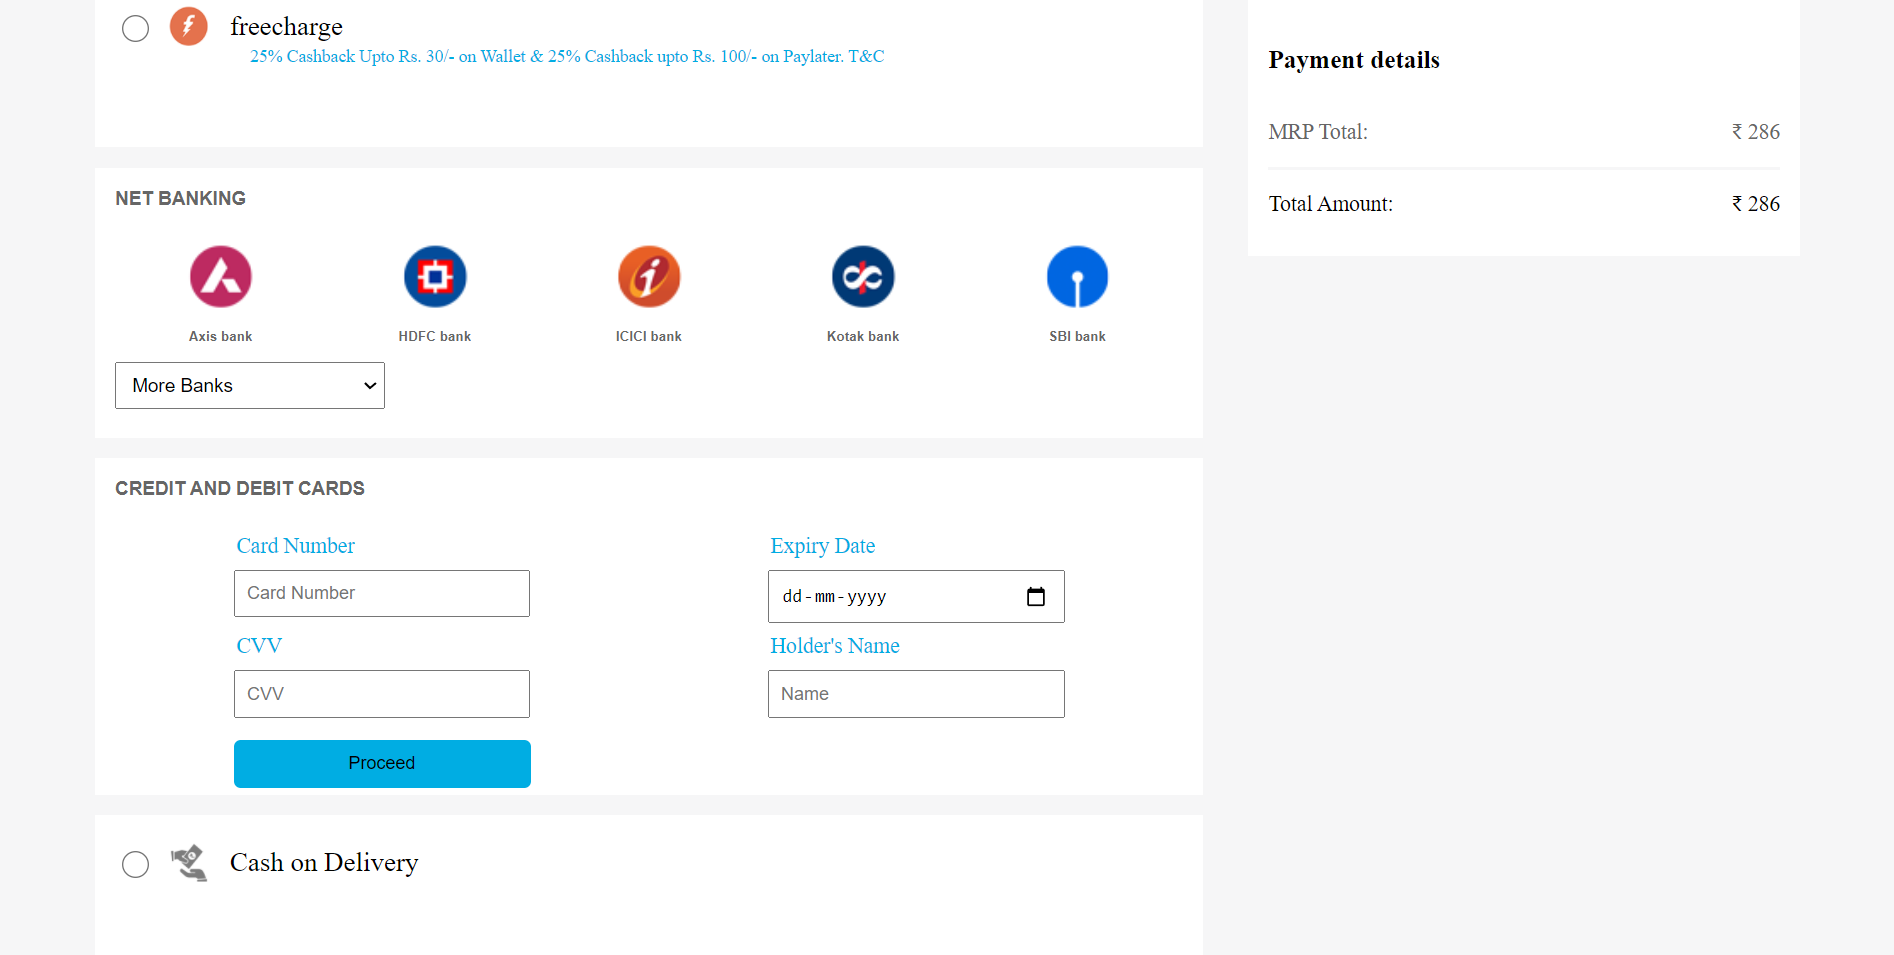 freecharge
25% Cashback Upto Rs. 30/- on Wallet & 25% Cashback upto Rs. 100/- on Paylater. T&C
NET BANKING
Axis bank
HDFC bank
ICICI bank
Kotak bank
SBI bank
More Banks
CREDIT AND DEBIT CARDS
Card Number
Expiry Date
Card Number
dd-mm-yyyy
CVV
Holder's Name
CVV
Name
Proceed
Cash on Delivery
Payment details
MRP Total: ₹ 286
Total Amount: ₹ 286